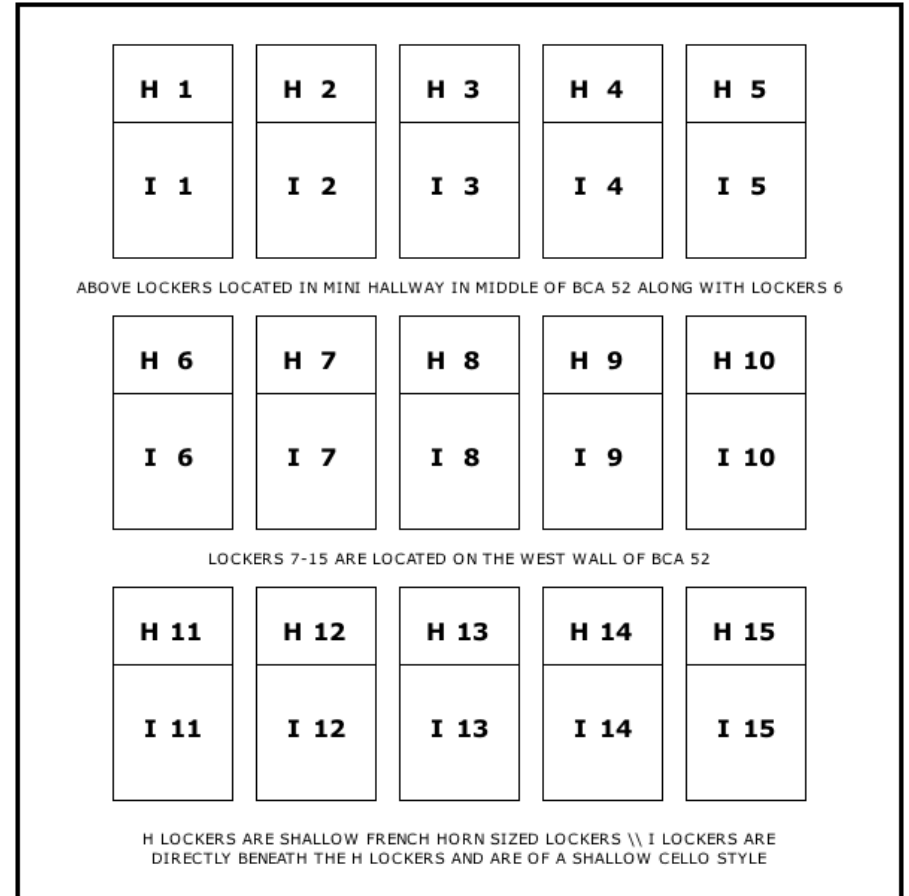 H 1 H 2 H 3 H 4 H 5
I 1 I 2 I 3 I 4 I 5
ABOVE LOCKERS LOCATED IN MINI HALLWAY IN MIDDLE OF BCA 52 ALONG WITH LOCKERS 6
H 6 H 7 H 8 H 9 H 10
I 6 I 7 I 8 I 9 I 10
LOCKERS 7-15 ARE LOCATED ON THE WEST WALL OF BCA 52
H 11 H 12 H 13 H 14 H 15
I 11 I 12 I 13 I 14 I 15
H LOCKERS ARE SHALLOW FRENCH HORN SIZED LOCKERS \\ I LOCKERS ARE
DIRECTLY BENEATH THE H LOCKERS AND ARE OF A SHALLOW CELLO STYLE